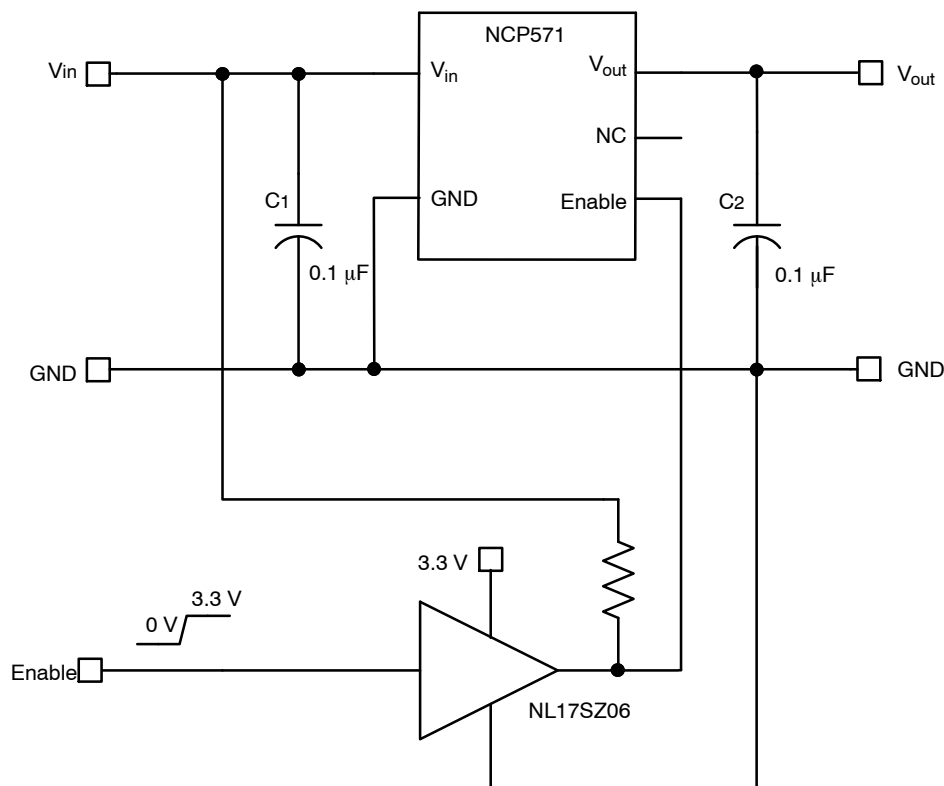 NCP571
Vin
Vin
Vout
Vout
NC
C1
GND
Enable
C2
0.1 μF
0.1 μF
GND
GND
3.3 V
3.3 V
0 V
Enable
NL17SZ06